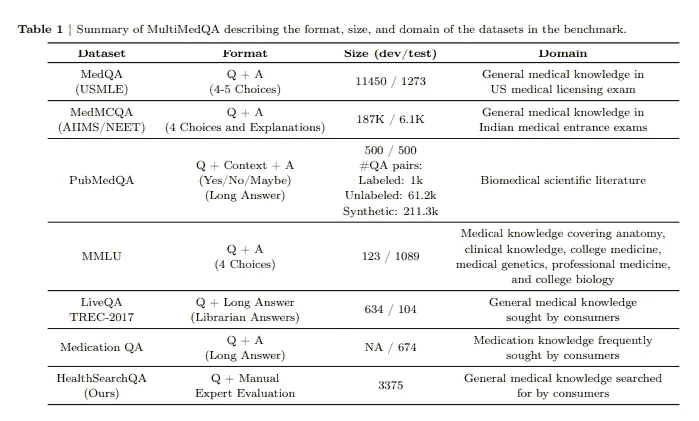 Table 1 | Summary of MultiMedQA describing the format, size, and domain of the datasets in the benchmark.
Dataset Format Size (dev/test) Domain
MedQA
(USMLE)
Q + A
(4-5 Choices)
11450 / 1273
General medical knowledge in
US medical licensing exam
MedMCQA
(AIIMS/NEET)
Q + A
(4 Choices and Explanations)
187K / 6.1K
General medical knowledge in
Indian medical entrance exams
PubMedQA
Q + Context + A
(Yes/No/Maybe)
(Long Answer)
500 / 500
#QA pairs:
Labeled: 1k
Unlabeled: 61.2k
Synthetic: 211.3k
Biomedical scientific literature
MMLU
Q + A
(4 Choices)
123 / 1089
Medical knowledge covering anatomy,
clinical knowledge, college medicine,
medical genetics, professional medicine,
and college biology
LiveQA
TREC-2017
Q + Long Answer
(Librarian Answers)
634 / 104
General medical knowledge
sought by consumers
Medication QA
Q + A
(Long Answer)
NA / 674
Medication knowledge frequently
sought by consumers
HealthSearchQA
(Ours)
Q + Manual
Expert Evaluation
3375
General medical knowledge searched
for by consumers